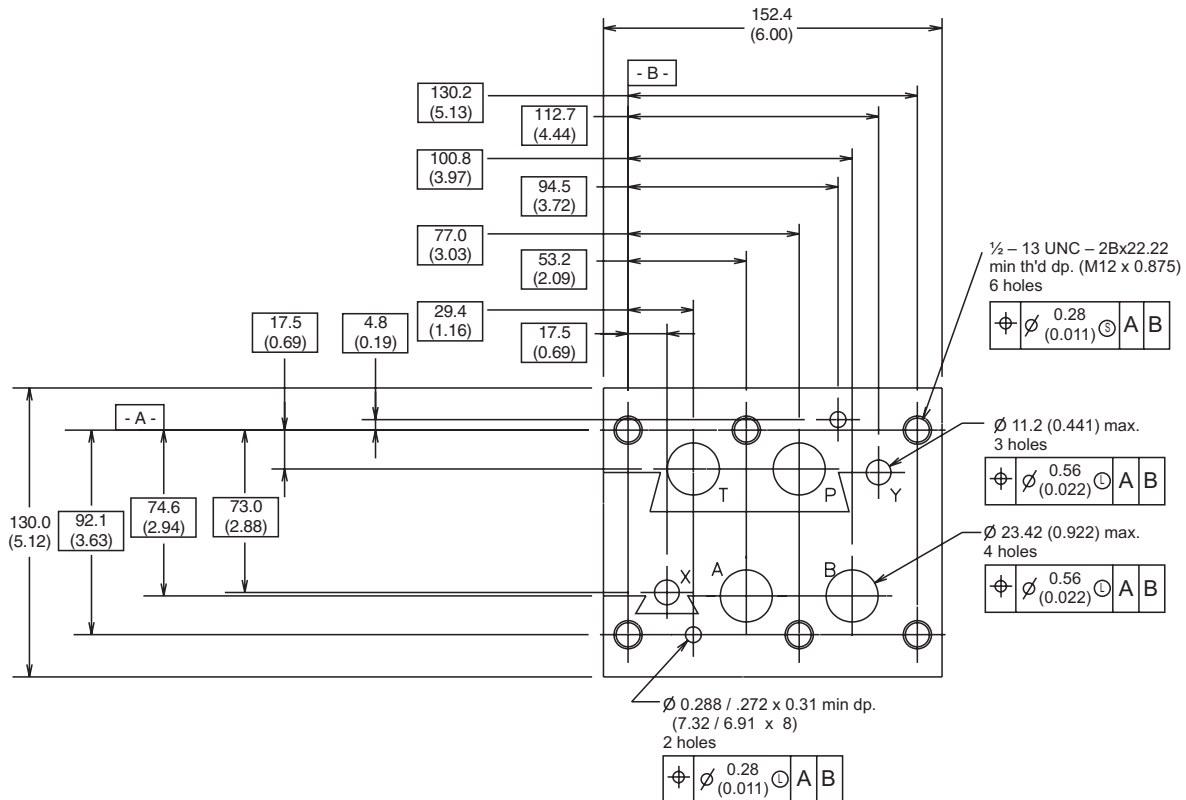 152.4
(6.00)
- B -
130.2
(5.13)
112.7
(4.44)
100.8
(3.97)
94.5
(3.72)
77.0
(3.03)
53.2
(2.09)
29.4
(1.16)
17.5
(0.69)
17.5
(0.69)
4.8
(0.19)
- A -
130.0
(5.12)
92.1
(3.63)
74.6
(2.94)
73.0
(2.88)
T
P
Y
X
A
B
½ – 13 UNC – 2Bx22.22
min th'd dp. (M12 x 0.875)
6 holes
⌖ Ø 0.28 (0.011) Ⓢ A B
Ø 11.2 (0.441) max.
3 holes
⌖ Ø 0.56 (0.022) Ⓛ A B
Ø 23.42 (0.922) max.
4 holes
⌖ Ø 0.56 (0.022) Ⓛ A B
Ø 0.288 / .272 x 0.31 min dp.
(7.32 / 6.91 x 8)
2 holes
⌖ Ø 0.28 (0.011) Ⓛ A B